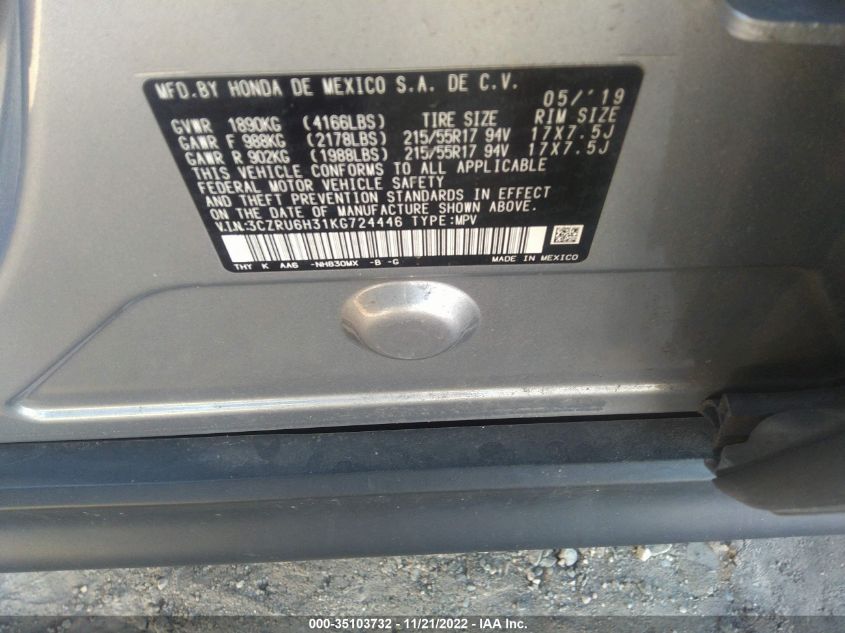 MFD.BY HONDA DE MEXICO S.A. DE C.V.
05/'19
GVWR 1890KG (4166LBS) TIRE SIZE RIM SIZE
GAWR F 988KG (2178LBS) 215/55R17 94V 17X7.5J
GAWR R 902KG (1988LBS) 215/55R17 94V 17X7.5J
THIS VEHICLE CONFORMS TO ALL APPLICABLE
FEDERAL MOTOR VEHICLE SAFETY
AND THEFT PREVENTION STANDARDS IN EFFECT
ON THE DATE OF MANUFACTURE SHOWN ABOVE.
V.I.N:3CZRU6H31KG724446 TYPE:MPV
THY K AA6 -NH830MX -B -G MADE IN MEXICO
000-35103732 — 11/21/2022 — IAA Inc.